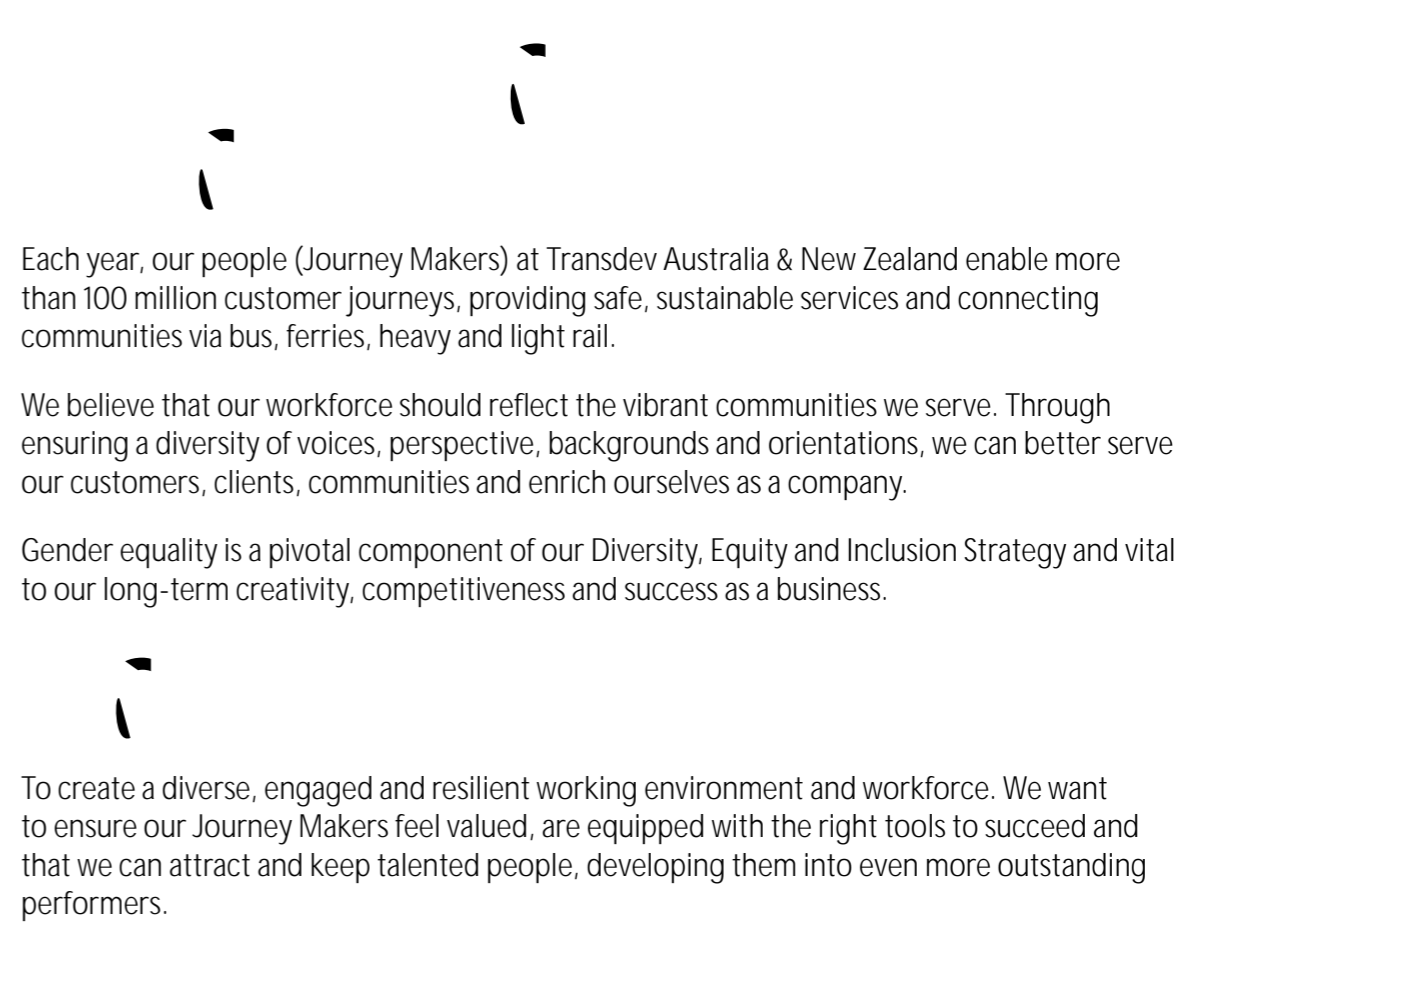 Each year, our people (Journey Makers) at Transdev Australia & New Zealand enable more
than 100 million customer journeys, providing safe, sustainable services and connecting
communities via bus, ferries, heavy and light rail.
We believe that our workforce should reflect the vibrant communities we serve. Through
ensuring a diversity of voices, perspective, backgrounds and orientations, we can better serve
our customers, clients, communities and enrich ourselves as a company.
Gender equality is a pivotal component of our Diversity, Equity and Inclusion Strategy and vital
to our long-term creativity, competitiveness and success as a business.
To create a diverse, engaged and resilient working environment and workforce. We want
to ensure our Journey Makers feel valued, are equipped with the right tools to succeed and
that we can attract and keep talented people, developing them into even more outstanding
performers.